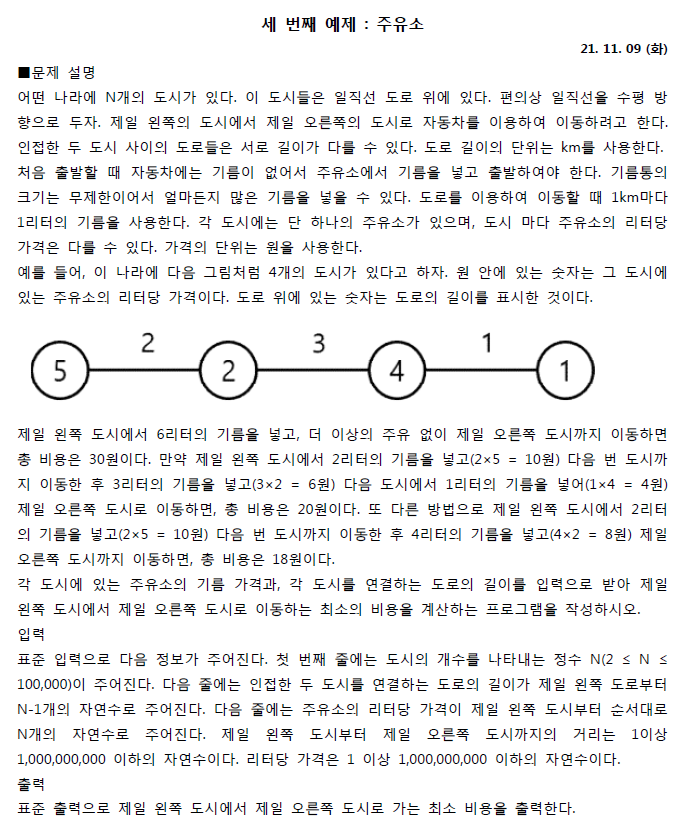 세 번째 예제 : 주유소
21. 11. 09 (화)
■문제 설명
어떤 나라에 N개의 도시가 있다. 이 도시들은 일직선 도로 위에 있다. 편의상 일직선을 수평 방
향으로 두자. 제일 왼쪽의 도시에서 제일 오른쪽의 도시로 자동차를 이용하여 이동하려고 한다.
인접한 두 도시 사이의 도로들은 서로 길이가 다를 수 있다. 도로 길이의 단위는 km를 사용한다.
처음 출발할 때 자동차에는 기름이 없어서 주유소에서 기름을 넣고 출발하여야 한다. 기름통의
크기는 무제한이어서 얼마든지 많은 기름을 넣을 수 있다. 도로를 이용하여 이동할 때 1km마다
1리터의 기름을 사용한다. 각 도시에는 단 하나의 주유소가 있으며, 도시 마다 주유소의 리터당
가격은 다를 수 있다. 가격의 단위는 원을 사용한다.
예를 들어, 이 나라에 다음 그림처럼 4개의 도시가 있다고 하자. 원 안에 있는 숫자는 그 도시에
있는 주유소의 리터당 가격이다. 도로 위에 있는 숫자는 도로의 길이를 표시한 것이다.
2 3 1
5 2 4 1
제일 왼쪽 도시에서 6리터의 기름을 넣고, 더 이상의 주유 없이 제일 오른쪽 도시까지 이동하면
총 비용은 30원이다. 만약 제일 왼쪽 도시에서 2리터의 기름을 넣고(2×5 = 10원) 다음 번 도시까
지 이동한 후 3리터의 기름을 넣고(3×2 = 6원) 다음 도시에서 1리터의 기름을 넣어(1×4 = 4원)
제일 오른쪽 도시로 이동하면, 총 비용은 20원이다. 또 다른 방법으로 제일 왼쪽 도시에서 2리터
의 기름을 넣고(2×5 = 10원) 다음 번 도시까지 이동한 후 4리터의 기름을 넣고(4×2 = 8원) 제일
오른쪽 도시까지 이동하면, 총 비용은 18원이다.
각 도시에 있는 주유소의 기름 가격과, 각 도시를 연결하는 도로의 길이를 입력으로 받아 제일
왼쪽 도시에서 제일 오른쪽 도시로 이동하는 최소의 비용을 계산하는 프로그램을 작성하시오.
입력
표준 입력으로 다음 정보가 주어진다. 첫 번째 줄에는 도시의 개수를 나타내는 정수 N(2 ≤ N ≤
100,000)이 주어진다. 다음 줄에는 인접한 두 도시를 연결하는 도로의 길이가 제일 왼쪽 도로부터
N-1개의 자연수로 주어진다. 다음 줄에는 주유소의 리터당 가격이 제일 왼쪽 도시부터 순서대로
N개의 자연수로 주어진다. 제일 왼쪽 도시부터 제일 오른쪽 도시까지의 거리는 1이상
1,000,000,000 이하의 자연수이다. 리터당 가격은 1 이상 1,000,000,000 이하의 자연수이다.
출력
표준 출력으로 제일 왼쪽 도시에서 제일 오른쪽 도시로 가는 최소 비용을 출력한다.